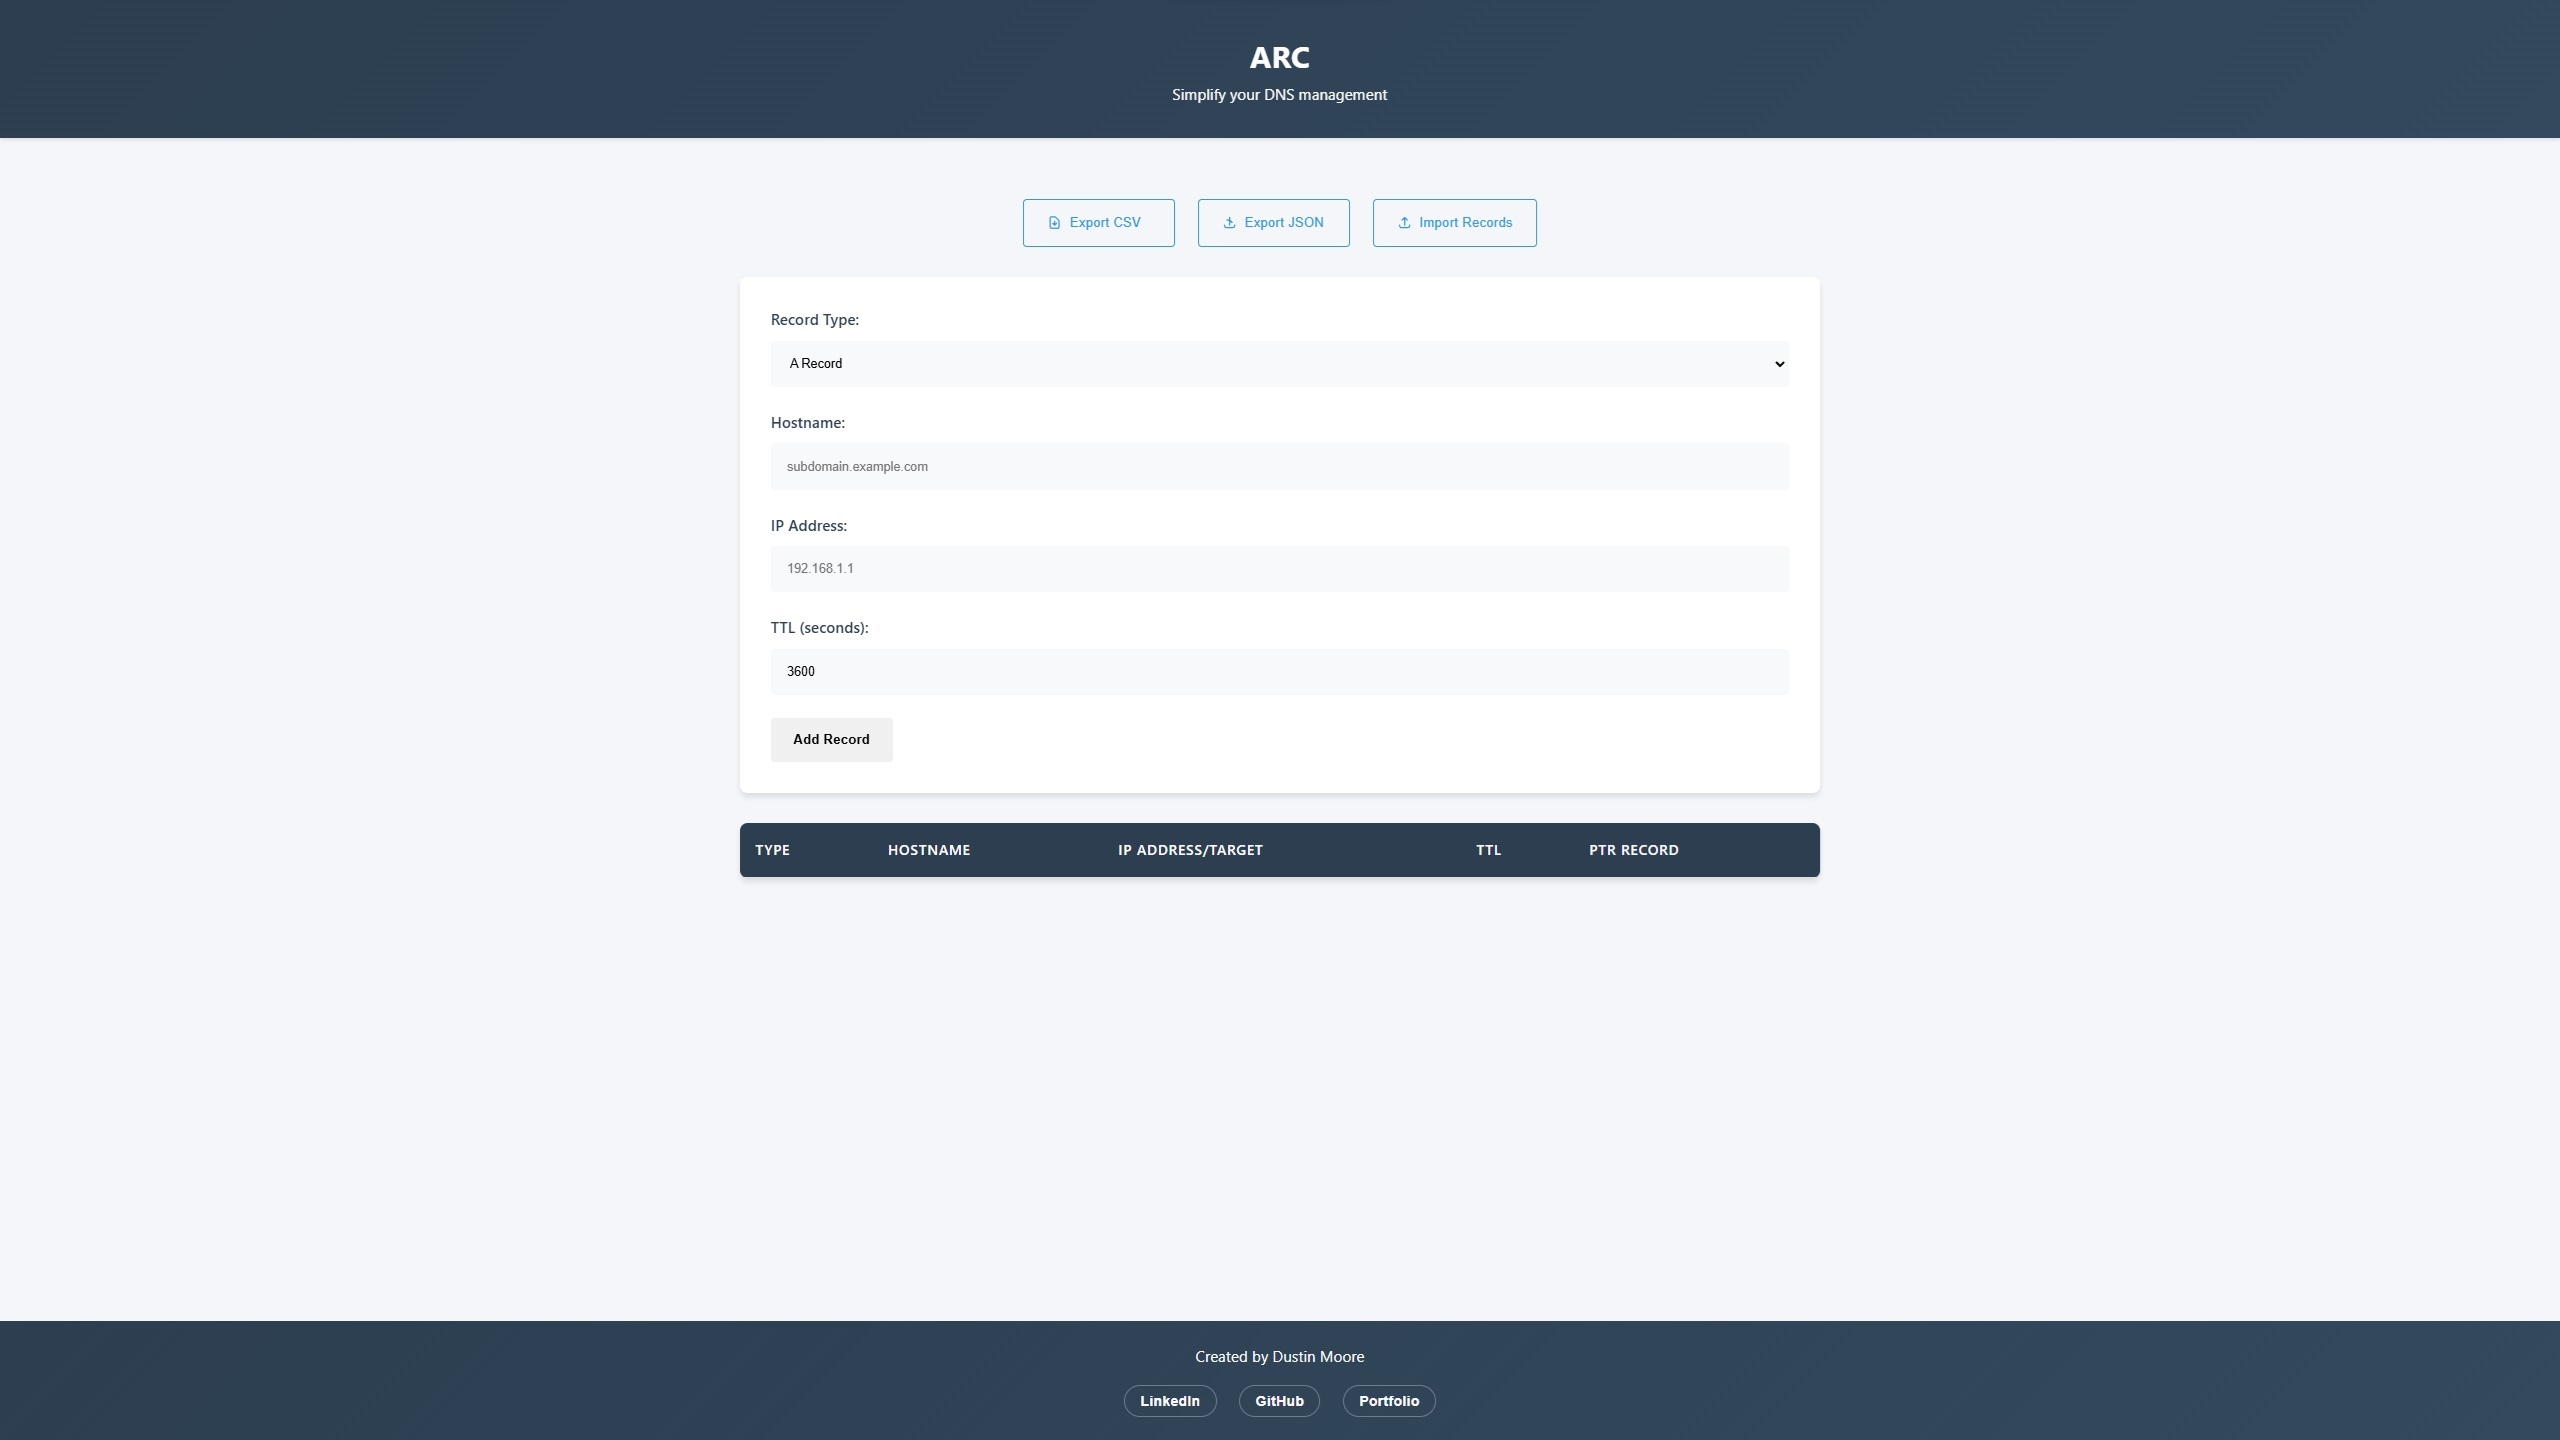 ARC
Simplify your DNS management
Export CSV
Export JSON
Import Records
Record Type:
A Record
Hostname:
subdomain.example.com
IP Address:
192.168.1.1
TTL (seconds):
3600
Add Record
TYPE HOSTNAME IP ADDRESS/TARGET TTL PTR RECORD
Created by Dustin Moore
LinkedIn
GitHub
Portfolio